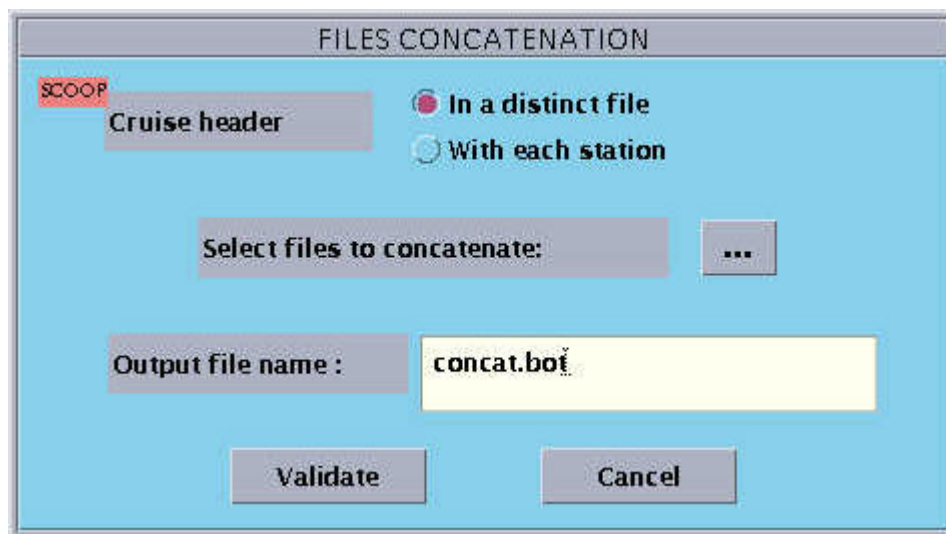 FILES CONCATENATION
SCOOP
Cruise header
In a distinct file
With each station
Select files to concatenate:
...
Output file name :
concat.bot
Validate
Cancel